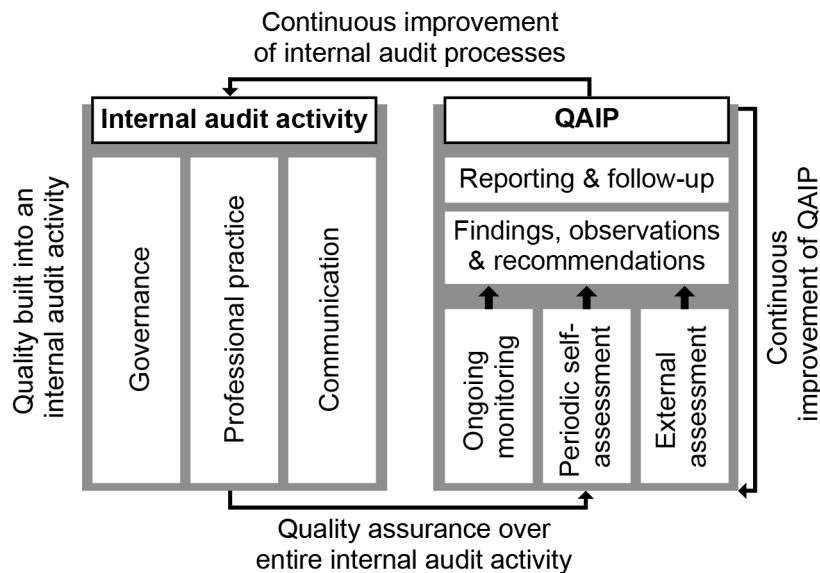 Continuous improvement
of internal audit processes
Internal audit activity
QAIP
Quality built into an
internal audit activity
Governance
Professional practice
Communication
Reporting & follow-up
Findings, observations
& recommendations
Ongoing
monitoring
Periodic self-
assessment
External
assessment
Continuous
improvement of QAIP
Quality assurance over
entire internal audit activity